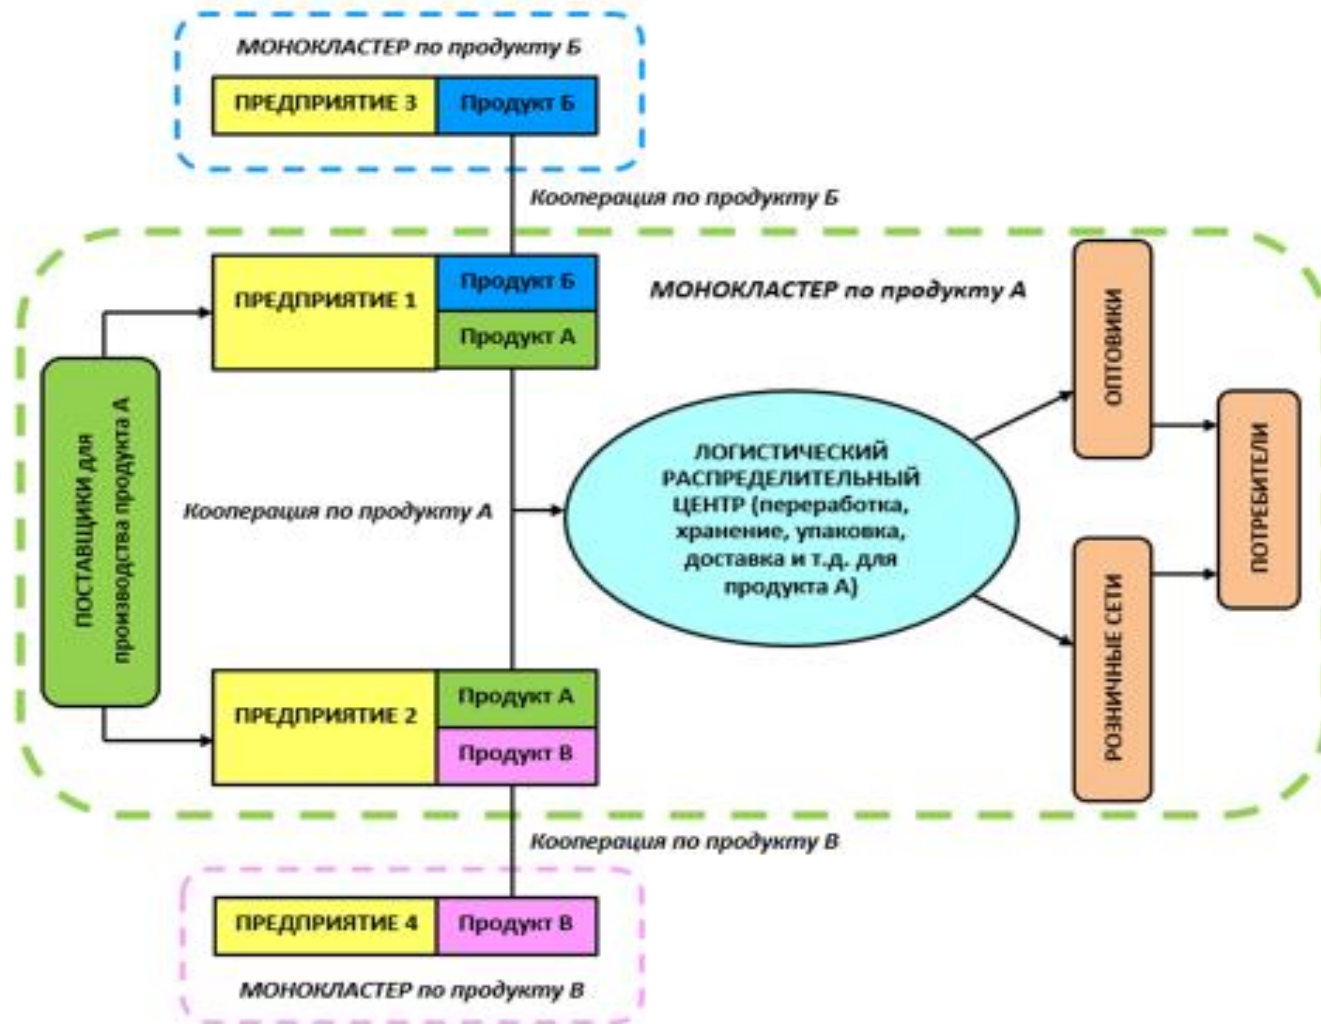 МОНОКЛАСТЕР по продукту Б
ПРЕДПРИЯТИЕ 3
Продукт Б
Кооперация по продукту Б
ПРЕДПРИЯТИЕ 1
Продукт Б
Продукт А
МОНОКЛАСТЕР по продукту А
ПОСТАВЩИКИ для
производства продукта А
Кооперация по продукту А
ЛОГИСТИЧЕСКИЙ
РАСПРЕДЕЛИТЕЛЬНЫЙ
ЦЕНТР (переработка,
хранение, упаковка,
доставка и т.д. для
продукта А)
ОПТОВИКИ
РОЗНИЧНЫЕ СЕТИ
ПОТРЕБИТЕЛИ
ПРЕДПРИЯТИЕ 2
Продукт А
Продукт В
Кооперация по продукту В
ПРЕДПРИЯТИЕ 4
Продукт В
МОНОКЛАСТЕР по продукту В